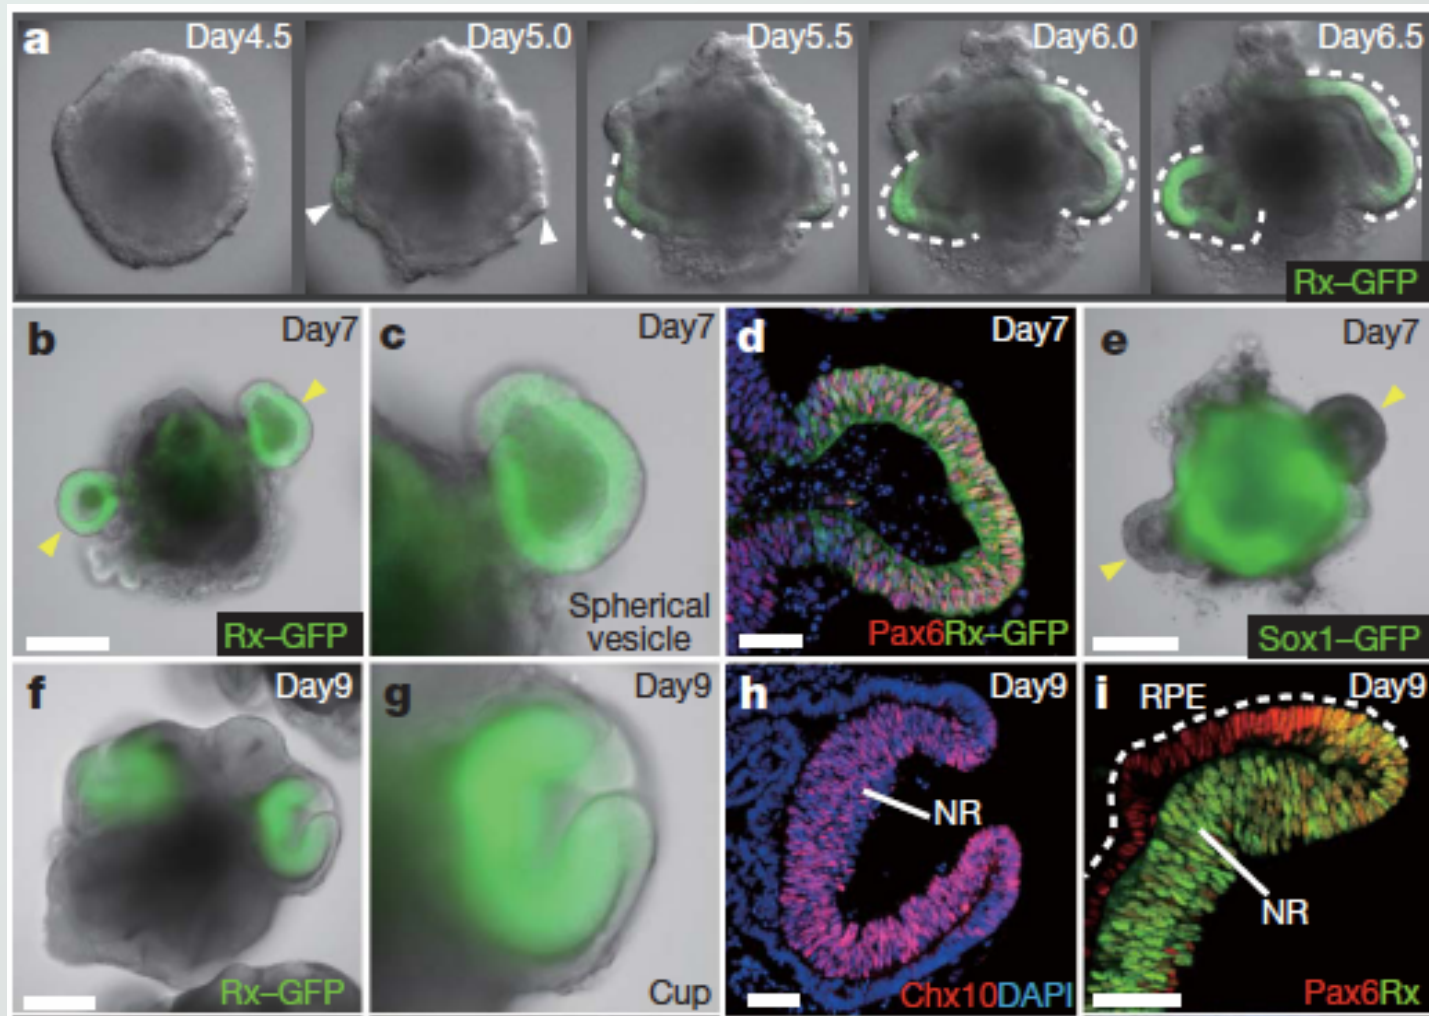 a
Day4.5
Day5.0
Day5.5
Day6.0
Day6.5
Rx–GFP
b
Day7
Rx–GFP
c
Day7
Spherical
vesicle
d
Day7
Pax6Rx–GFP
e
Day7
Sox1–GFP
f
Day9
Rx–GFP
g
Day9
Cup
h
Day9
NR
Chx10DAPI
i
RPE
Day9
NR
Pax6Rx